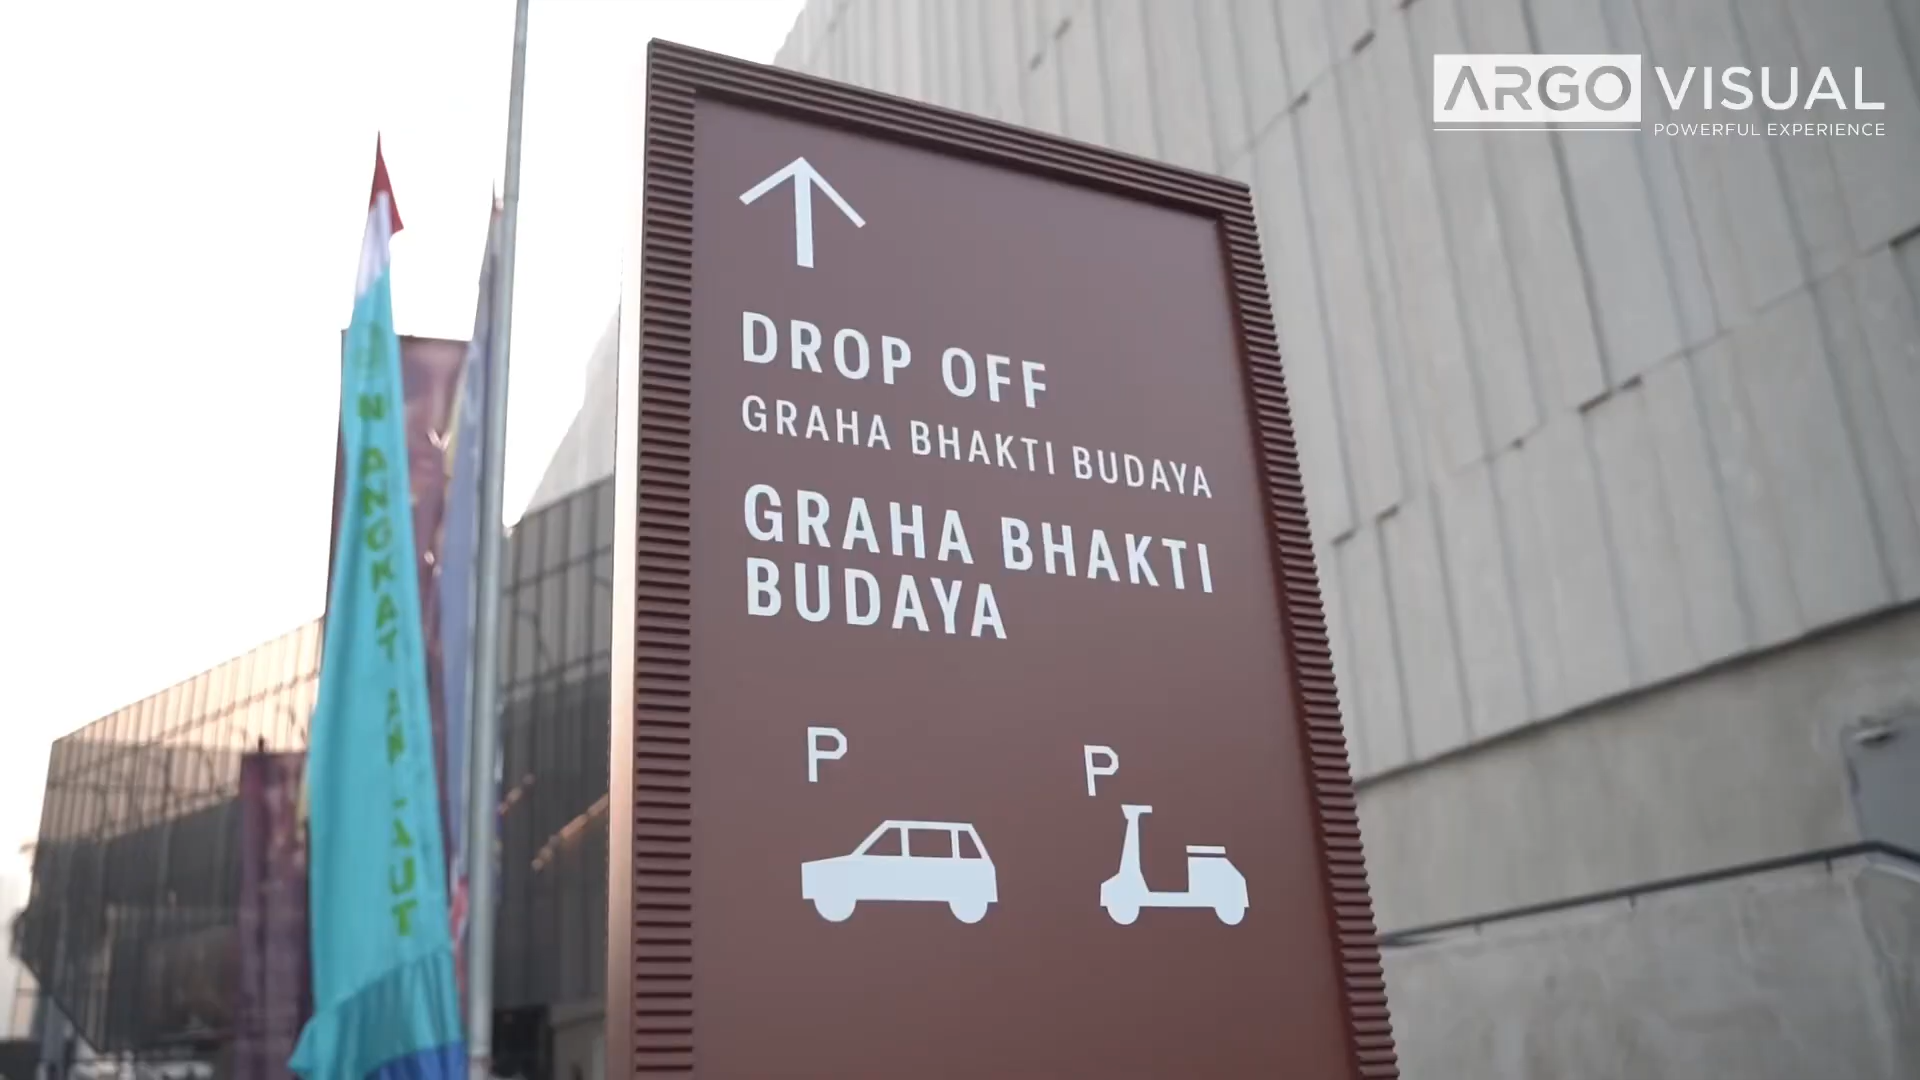 ARGO VISUAL
POWERFUL EXPERIENCE
DROP OFF
GRAHA BHAKTI BUDAYA
GRAHA BHAKTI
BUDAYA
P P